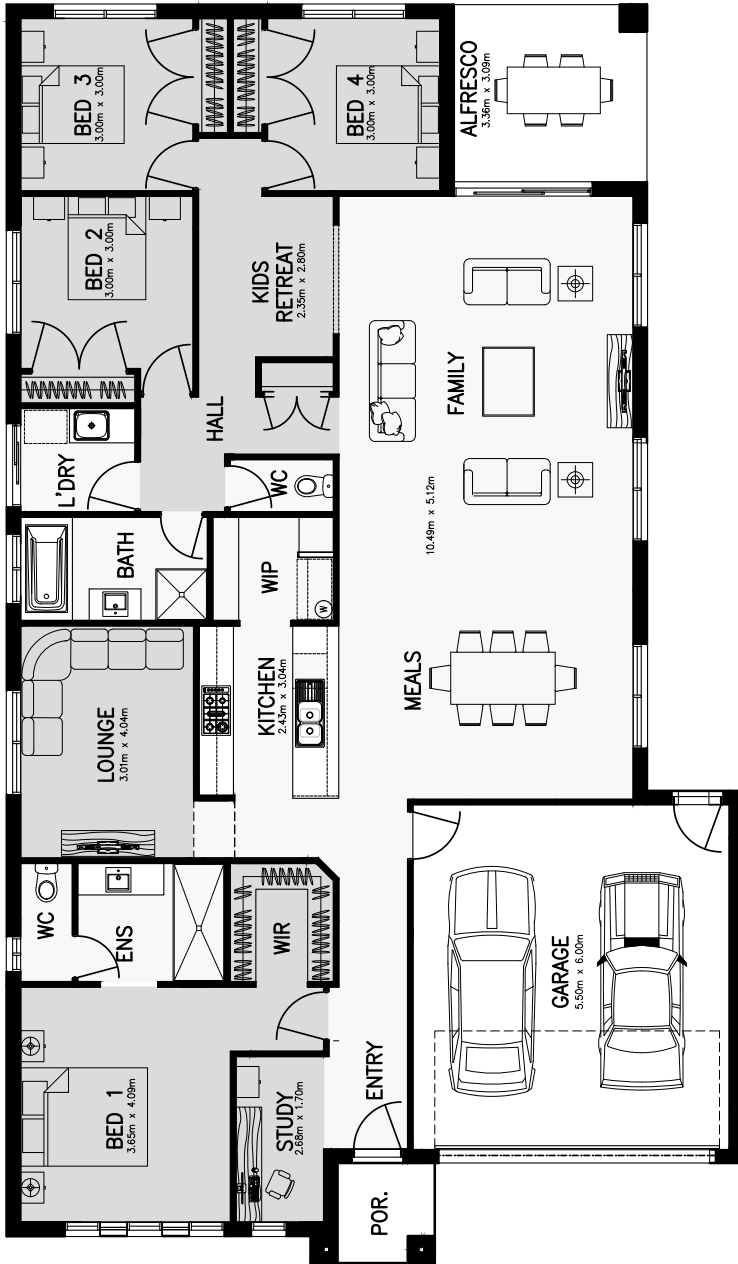 BED 3
3.00m x 3.00m
BED 4
3.00m x 3.00m
ALFRESCO
3.36m x 3.09m
BED 2
3.00m x 3.00m
KIDS
RETREAT
2.35m x 2.80m
FAMILY
HALL
L'DRY
WC
10.49m x 5.12m
BATH
WIP
W
LOUNGE
3.01m x 4.04m
KITCHEN
2.43m x 3.04m
MEALS
WC
ENS
WIR
GARAGE
5.50m x 6.00m
BED 1
3.65m x 4.09m
STUDY
2.68m x 1.70m
ENTRY
POR.